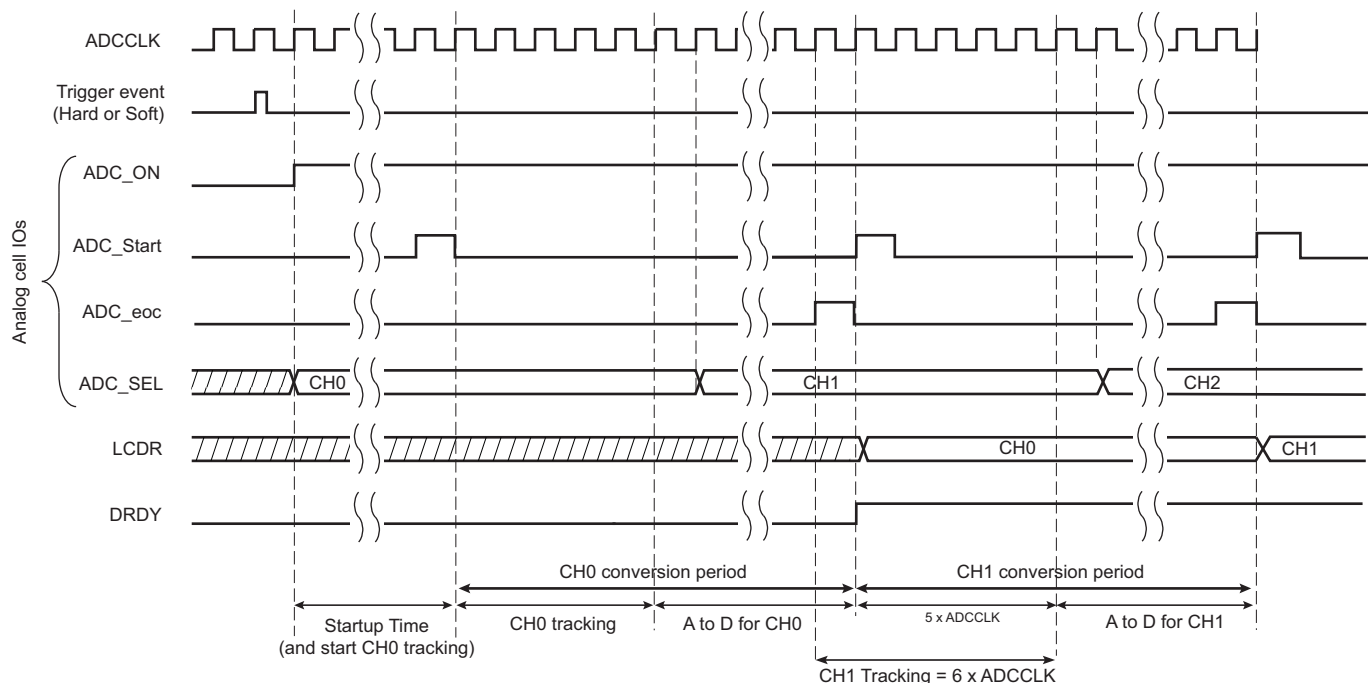 ADCCLK
Trigger event
(Hard or Soft)
Analog cell IOs
ADC_ON
ADC_Start
ADC_eoc
ADC_SEL
CH0
CH1
CH2
LCDR
CH0
CH1
DRDY
CH0 conversion period
CH1 conversion period
Startup Time
(and start CH0 tracking)
CH0 tracking
A to D for CH0
5 x ADCCLK
A to D for CH1
CH1 Tracking = 6 x ADCCLK